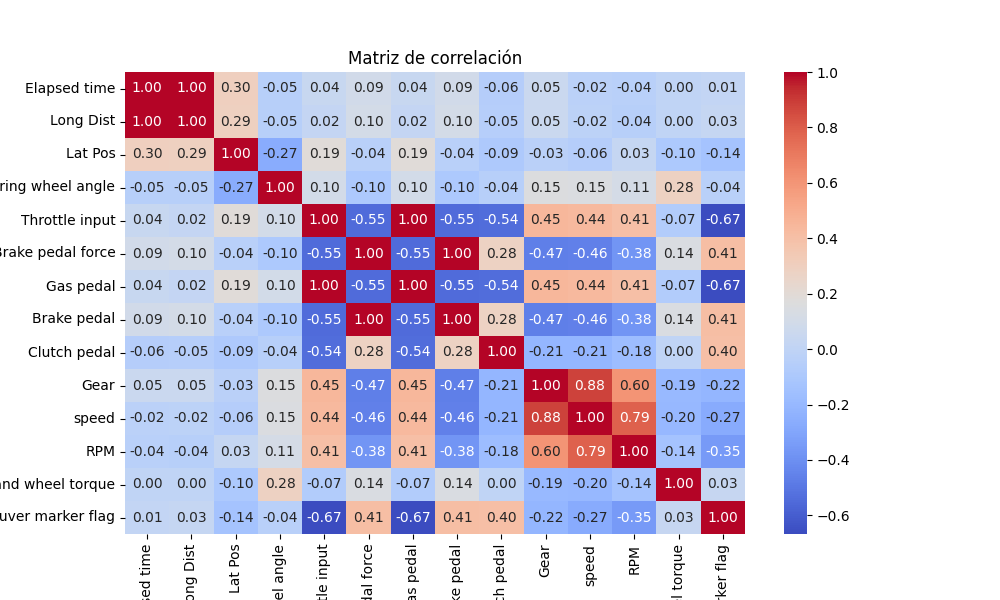 Matriz de correlación
Elapsed time 1.00 1.00 0.30 -0.05 0.04 0.09 0.04 0.09 -0.06 0.05 -0.02 -0.04 0.00 0.01
Long Dist 1.00 1.00 0.29 -0.05 0.02 0.10 0.02 0.10 -0.05 0.05 -0.02 -0.04 0.00 0.03
Lat Pos 0.30 0.29 1.00 -0.27 0.19 -0.04 0.19 -0.04 -0.09 -0.03 -0.06 0.03 -0.10 -0.14
ring wheel angle -0.05 -0.05 -0.27 1.00 0.10 -0.10 0.10 -0.10 -0.04 0.15 0.15 0.11 0.28 -0.04
Throttle input 0.04 0.02 0.19 0.10 1.00 -0.55 1.00 -0.55 -0.54 0.45 0.44 0.41 -0.07 -0.67
Brake pedal force 0.09 0.10 -0.04 -0.10 -0.55 1.00 -0.55 1.00 0.28 -0.47 -0.46 -0.38 0.14 0.41
Gas pedal 0.04 0.02 0.19 0.10 1.00 -0.55 1.00 -0.55 -0.54 0.45 0.44 0.41 -0.07 -0.67
Brake pedal 0.09 0.10 -0.04 -0.10 -0.55 1.00 -0.55 1.00 0.28 -0.47 -0.46 -0.38 0.14 0.41
Clutch pedal -0.06 -0.05 -0.09 -0.04 -0.54 0.28 -0.54 0.28 1.00 -0.21 -0.21 -0.18 0.00 0.40
Gear 0.05 0.05 -0.03 0.15 0.45 -0.47 0.45 -0.47 -0.21 1.00 0.88 0.60 -0.19 -0.22
speed -0.02 -0.02 -0.06 0.15 0.44 -0.46 0.44 -0.46 -0.21 0.88 1.00 0.79 -0.20 -0.27
RPM -0.04 -0.04 0.03 0.11 0.41 -0.38 0.41 -0.38 -0.18 0.60 0.79 1.00 -0.14 -0.35
and wheel torque 0.00 0.00 -0.10 0.28 -0.07 0.14 -0.07 0.14 0.00 -0.19 -0.20 -0.14 1.00 0.03
uver marker flag 0.01 0.03 -0.14 -0.04 -0.67 0.41 -0.67 0.41 0.40 -0.22 -0.27 -0.35 0.03 1.00
sed time
ong Dist
Lat Pos
el angle
tle input
dal force
as pedal
ke pedal
ch pedal
Gear
speed
RPM
l torque
rker flag
1.0
0.8
0.6
0.4
0.2
0.0
−0.2
−0.4
−0.6